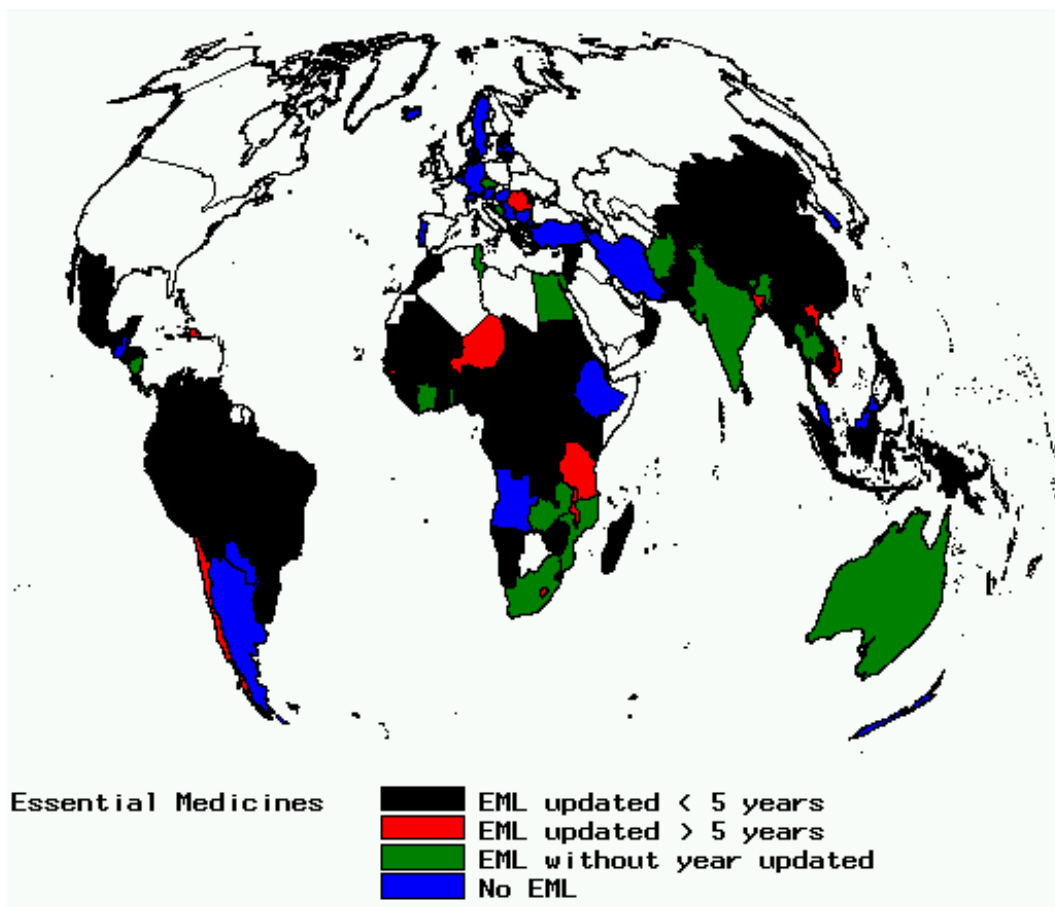 Essential Medicines
EML updated < 5 years
EML updated > 5 years
EML without year updated
No EML